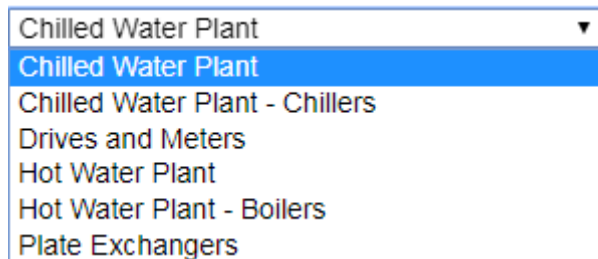 Chilled Water Plant
Chilled Water Plant
Chilled Water Plant - Chillers
Drives and Meters
Hot Water Plant
Hot Water Plant - Boilers
Plate Exchangers